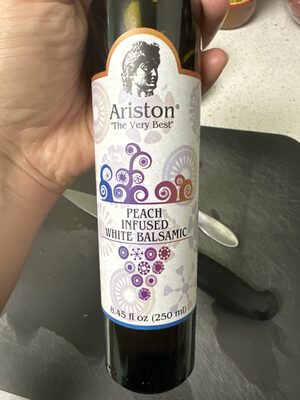 Ariston®
"The Very Best"
PEACH
INFUSED
WHITE BALSAMIC
8.45 fl oz (250 ml)